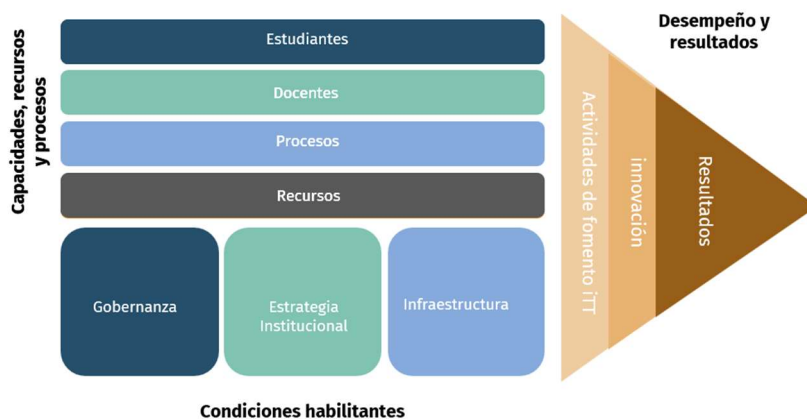 Desempeño y
resultados
Capacidades, recursos
y procesos
Estudiantes
Docentes
Procesos
Recursos
Gobernanza
Estrategia
Institucional
Infraestructura
Actividades de fomento iTT
innovación
Resultados
Condiciones habilitantes